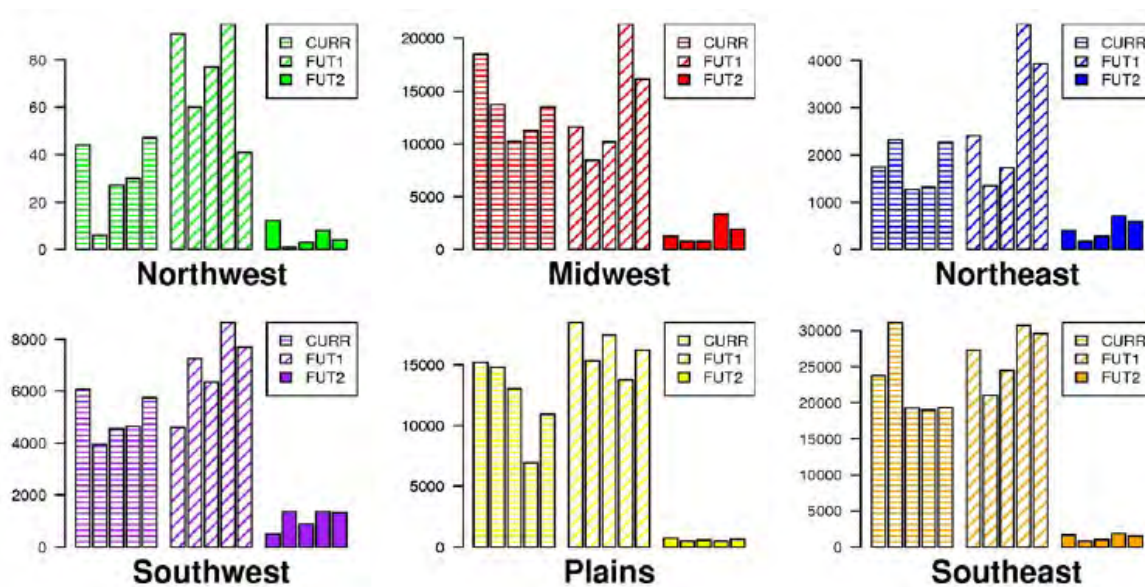 80
60
40
20
0
CURR
FUT1
FUT2
Northwest
20000
15000
10000
5000
0
CURR
FUT1
FUT2
Midwest
4000
3000
2000
1000
0
CURR
FUT1
FUT2
Northeast
8000
6000
4000
2000
0
CURR
FUT1
FUT2
Southwest
15000
10000
5000
0
CURR
FUT1
FUT2
Plains
30000
25000
20000
15000
10000
5000
0
CURR
FUT1
FUT2
Southeast